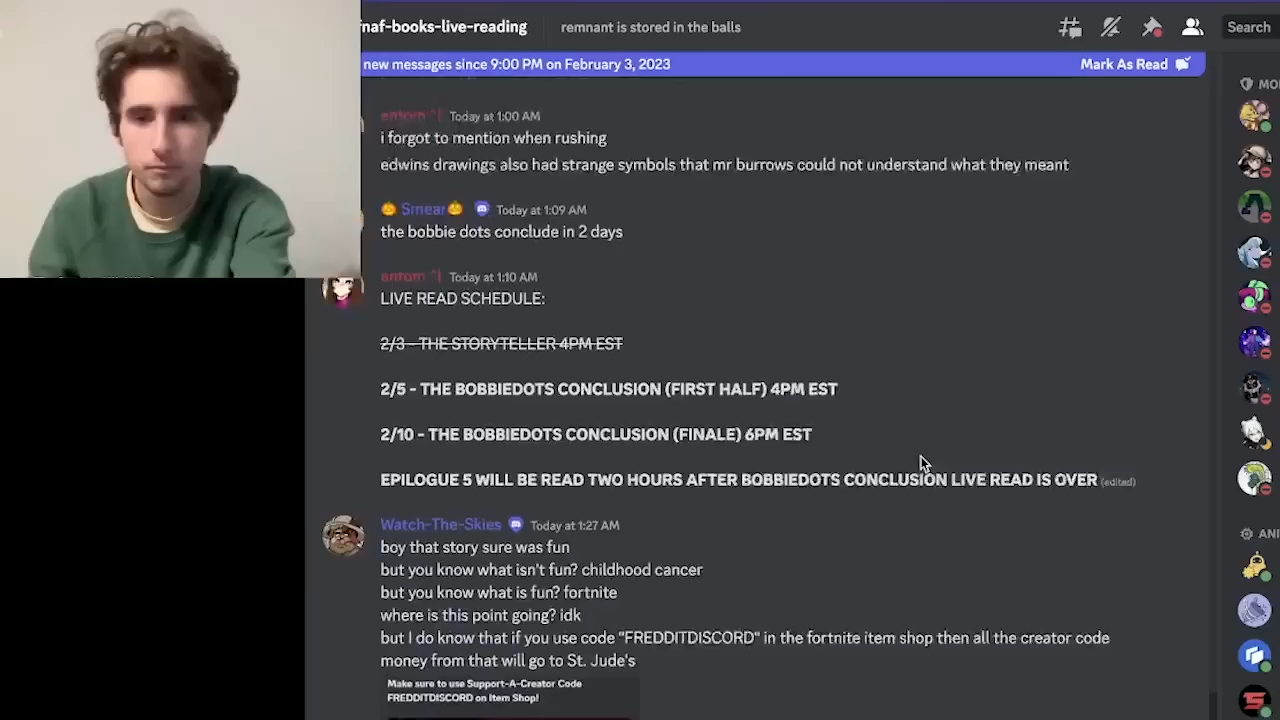 fnaf-books-live-reading
remnant is stored in the balls
Search
new messages since 9:00 PM on February 3, 2023
Mark As Read
Today at 1:00 AM
i forgot to mention when rushing
edwins drawings also had strange symbols that mr burrows could not understand what they meant
Smear Today at 1:09 AM
the bobbie dots conclude in 2 days
Today at 1:10 AM
LIVE READ SCHEDULE:
2/3 - THE STORYTELLER 4PM EST
2/5 - THE BOBBIEDOTS CONCLUSION (FIRST HALF) 4PM EST
2/10 - THE BOBBIEDOTS CONCLUSION (FINALE) 6PM EST
EPILOGUE 5 WILL BE READ TWO HOURS AFTER BOBBIEDOTS CONCLUSION LIVE READ IS OVER (edited)
Watch-The-Skies Today at 1:27 AM
boy that story sure was fun
but you know what isn't fun? childhood cancer
but you know what is fun? fortnite
where is this point going? idk
but I do know that if you use code "FREDDITDISCORD" in the fortnite item shop then all the creator code
money from that will go to St. Jude's
Make sure to use Support-A-Creator Code
FREDDITDISCORD on Item Shop!
MO
ANI